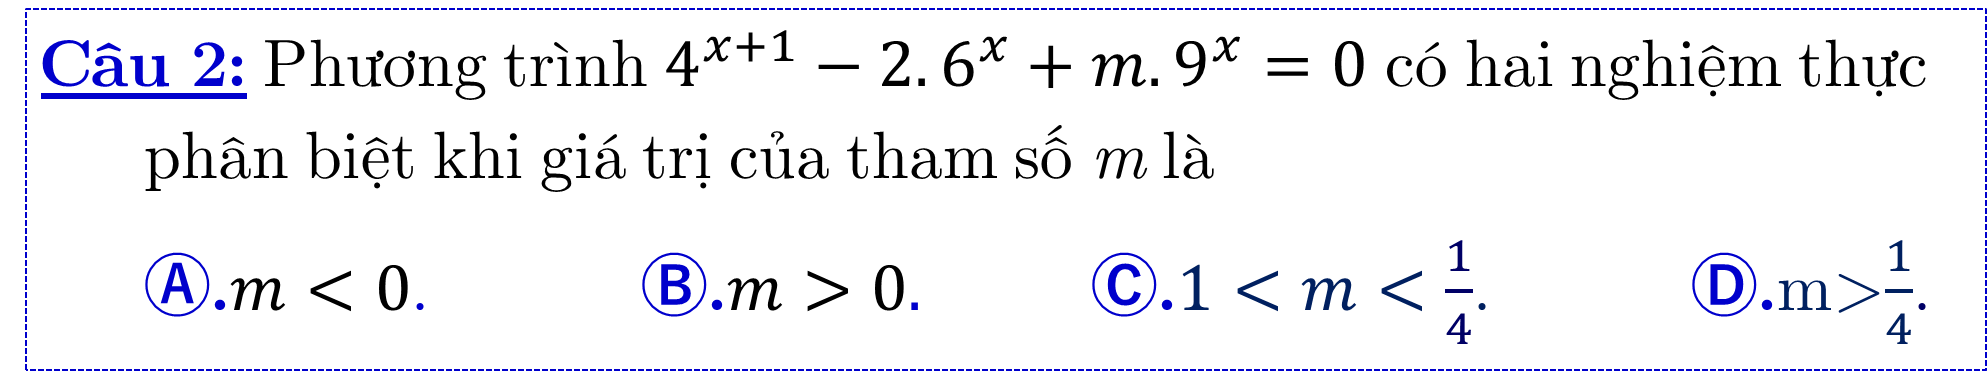 Câu 2: Phương trình 4^{x+1} − 2. 6^x + m. 9^x = 0 có hai nghiệm thực
phân biệt khi giá trị của tham số m là
Ⓐ.m < 0. Ⓑ.m > 0. Ⓒ.1 < m < 1/4. Ⓓ.m>1/4.